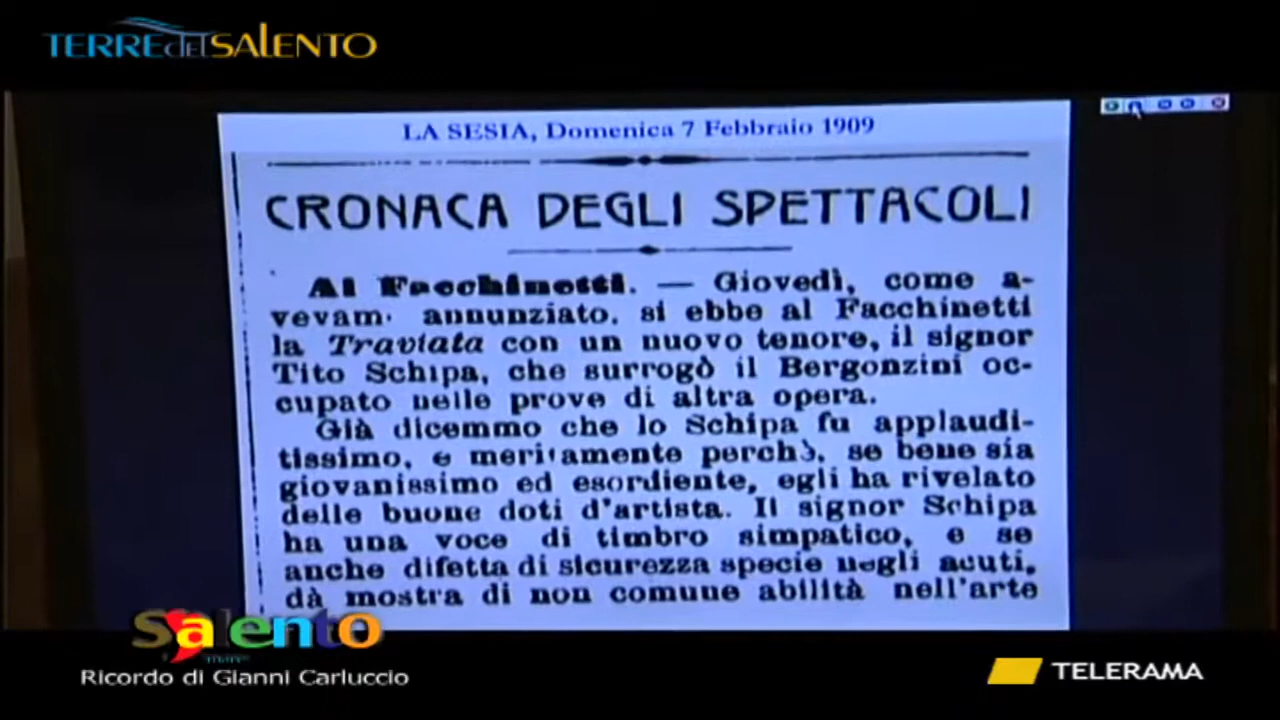 TERRE del SALENTO
LA SESIA, Domenica 7 Febbraio 1909
CRONACA DEGLI SPETTACOLI
Al Facchinetti. — Giovedì, come a-
vevam annunziato, si ebbe al Facchinetti
la Traviata con un nuovo tenore, il signor
Tito Schipa, che surrogò il Bergonzini oc-
cupato nelle prove di altra opera.
Già dicemmo che lo Schipa fu applaudi-
tissimo, e meritamente perchè, se bene sia
giovanissimo ed esordiente, egli ha rivelato
delle buone doti d'artista. Il signor Schipa
ha una voce di timbro simpatico, e se
anche difetta di sicurezza specie negli acuti,
dà mostra di non comune abilità nell'arte
Salento
Ricordo di Gianni Carluccio
TELERAMA